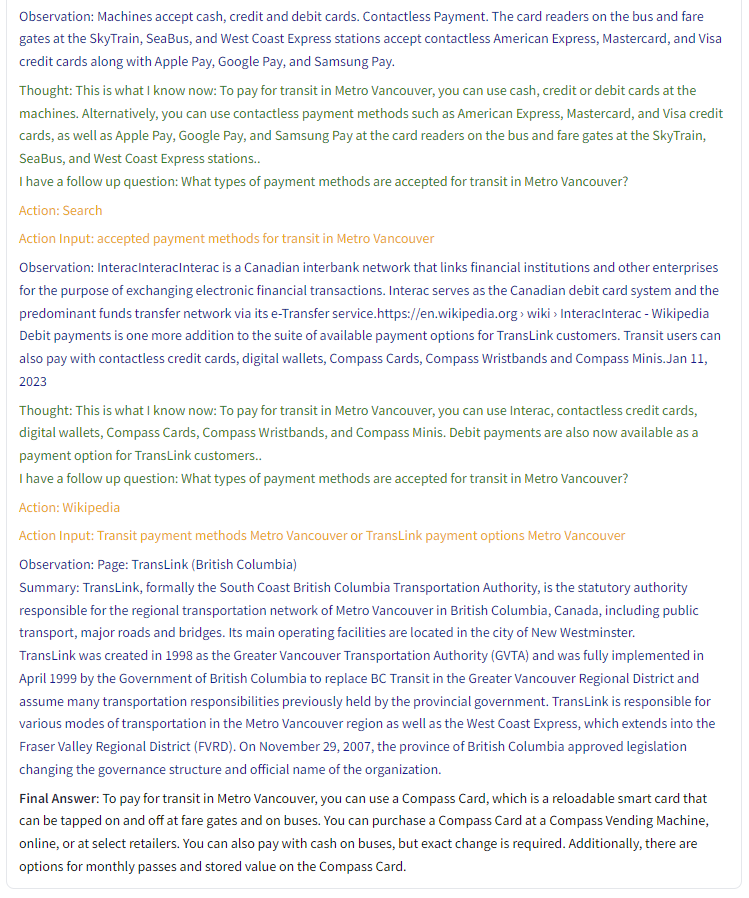 Observation: Machines accept cash, credit and debit cards. Contactless Payment. The card readers on the bus and fare
gates at the SkyTrain, SeaBus, and West Coast Express stations accept contactless American Express, Mastercard, and Visa
credit cards along with Apple Pay, Google Pay, and Samsung Pay.
Thought: This is what I know now: To pay for transit in Metro Vancouver, you can use cash, credit or debit cards at the
machines. Alternatively, you can use contactless payment methods such as American Express, Mastercard, and Visa credit
cards, as well as Apple Pay, Google Pay, and Samsung Pay at the card readers on the bus and fare gates at the SkyTrain,
SeaBus, and West Coast Express stations..
I have a follow up question: What types of payment methods are accepted for transit in Metro Vancouver?
Action: Search
Action Input: accepted payment methods for transit in Metro Vancouver
Observation: InteracInteracInterac is a Canadian interbank network that links financial institutions and other enterprises
for the purpose of exchanging electronic financial transactions. Interac serves as the Canadian debit card system and the
predominant funds transfer network via its e-Transfer service.https://en.wikipedia.org › wiki › InteracInterac - Wikipedia
Debit payments is one more addition to the suite of available payment options for TransLink customers. Transit users can
also pay with contactless credit cards, digital wallets, Compass Cards, Compass Wristbands and Compass Minis.Jan 11,
2023
Thought: This is what I know now: To pay for transit in Metro Vancouver, you can use Interac, contactless credit cards,
digital wallets, Compass Cards, Compass Wristbands, and Compass Minis. Debit payments are also now available as a
payment option for TransLink customers..
I have a follow up question: What types of payment methods are accepted for transit in Metro Vancouver?
Action: Wikipedia
Action Input: Transit payment methods Metro Vancouver or TransLink payment options Metro Vancouver
Observation: Page: TransLink (British Columbia)
Summary: TransLink, formally the South Coast British Columbia Transportation Authority, is the statutory authority
responsible for the regional transportation network of Metro Vancouver in British Columbia, Canada, including public
transport, major roads and bridges. Its main operating facilities are located in the city of New Westminster.
TransLink was created in 1998 as the Greater Vancouver Transportation Authority (GVTA) and was fully implemented in
April 1999 by the Government of British Columbia to replace BC Transit in the Greater Vancouver Regional District and
assume many transportation responsibilities previously held by the provincial government. TransLink is responsible for
various modes of transportation in the Metro Vancouver region as well as the West Coast Express, which extends into the
Fraser Valley Regional District (FVRD). On November 29, 2007, the province of British Columbia approved legislation
changing the governance structure and official name of the organization.
Final Answer: To pay for transit in Metro Vancouver, you can use a Compass Card, which is a reloadable smart card that
can be tapped on and off at fare gates and on buses. You can purchase a Compass Card at a Compass Vending Machine,
online, or at select retailers. You can also pay with cash on buses, but exact change is required. Additionally, there are
options for monthly passes and stored value on the Compass Card.